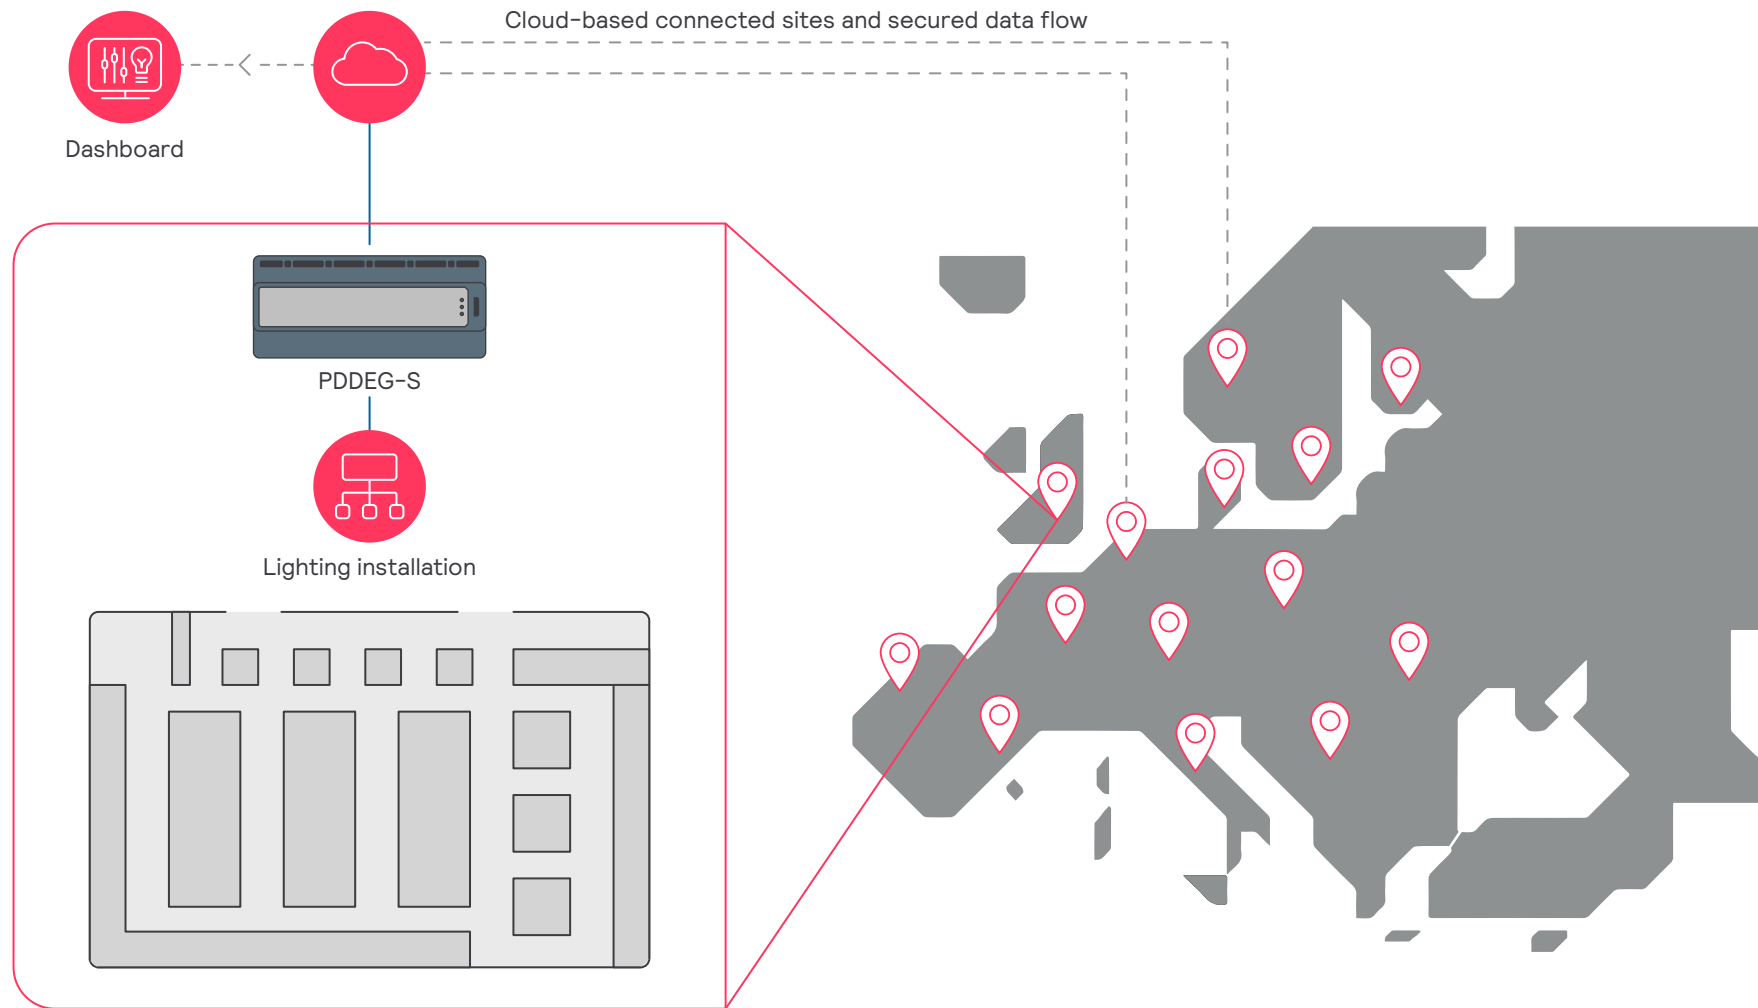 Cloud-based connected sites and secured data flow
Dashboard
PDDEG-S
Lighting installation